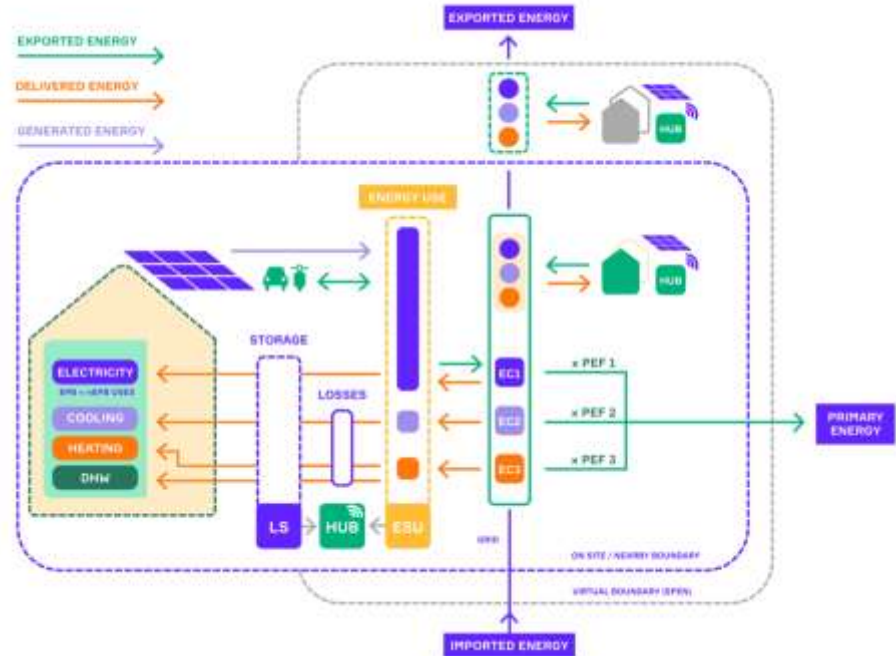 EXPORTED ENERGY
EXPORTED ENERGY
DELIVERED ENERGY
GENERATED ENERGY
HUB
ENERGY USE
HUB
STORAGE
LOSSES
ELECTRICITY
COOLING
HEATING
DHW
EC1
EC2
EC3
x PEF 1
x PEF 2
x PEF 3
PRIMARY
ENERGY
LS
HUB
ESU
GRID
ON SITE / NEARBY BOUNDARY
VIRTUAL BOUNDARY (OPEN)
IMPORTED ENERGY